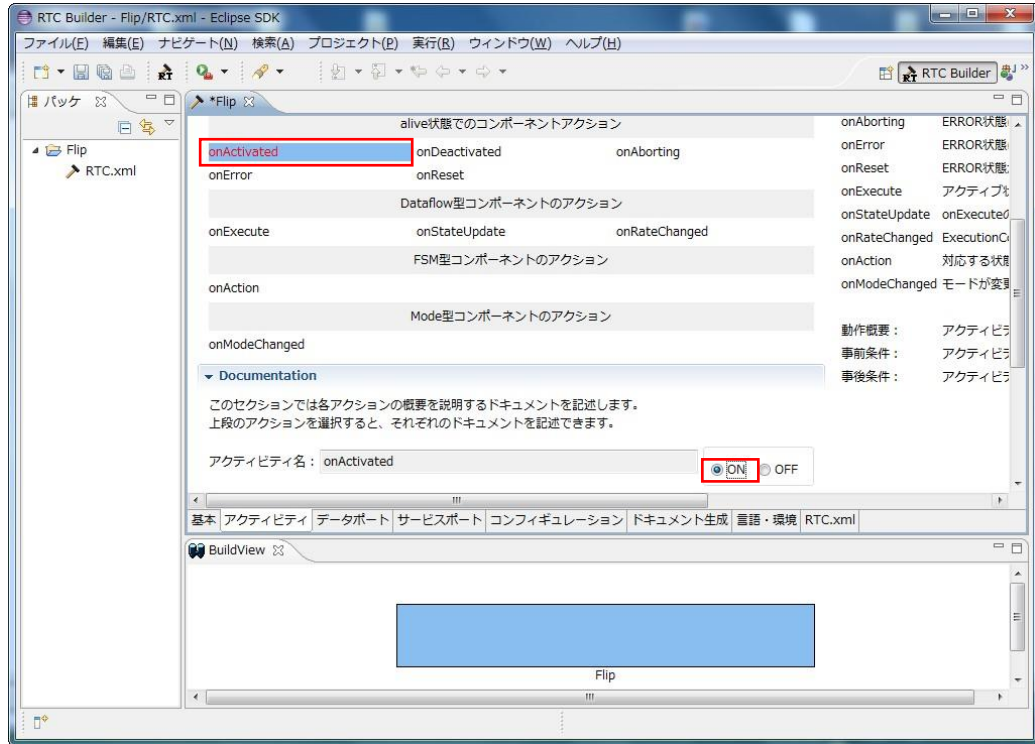 RTC Builder - Flip/RTC.xml - Eclipse SDK
ファイル(F) 編集(E) ナビゲート(N) 検索(A) プロジェクト(P) 実行(R) ウィンドウ(W) ヘルプ(H)
RTC Builder
パッケ
Flip
RTC.xml
*Flip
alive状態でのコンポーネントアクション
onActivated onDeactivated onAborting
onError onReset
Dataflow型コンポーネントのアクション
onExecute onStateUpdate onRateChanged
FSM型コンポーネントのアクション
onAction
Mode型コンポーネントのアクション
onModeChanged
Documentation
このセクションでは各アクションの概要を説明するドキュメントを記述します。
上段のアクションを選択すると、それぞれのドキュメントを記述できます。
アクティビティ名： onActivated
ON OFF
onAborting ERROR状態
onError ERROR状態
onReset ERROR状態
onExecute アクティブ
onStateUpdate onExecuteの
onRateChanged ExecutionCo
onAction 対応する状態
onModeChanged モードが変更
動作概要： アクティビテ
事前条件： アクティビテ
事後条件： アクティビテ
基本 アクティビティ データポート サービスポート コンフィギュレーション ドキュメント生成 言語・環境 RTC.xml
BuildView
Flip